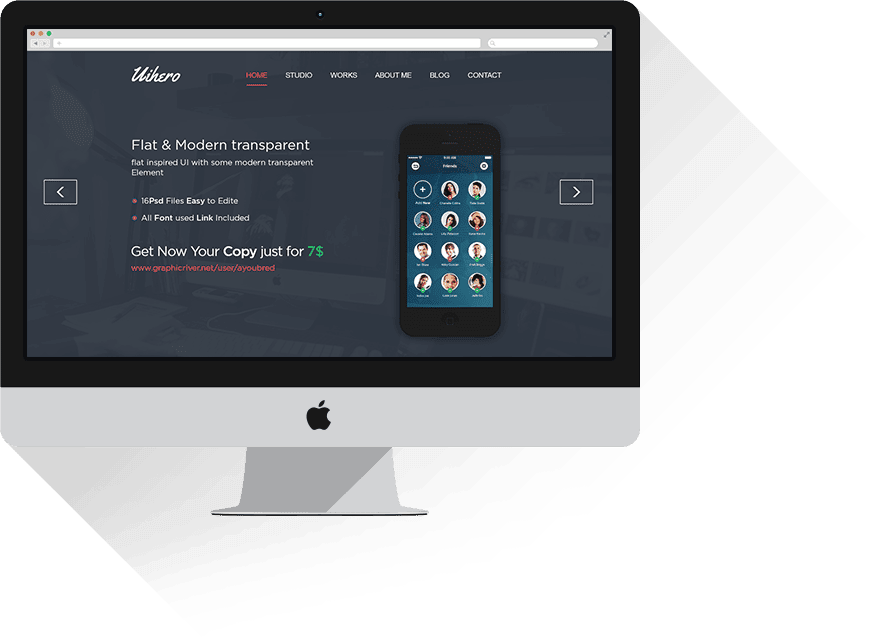 Uihero
HOME STUDIO WORKS ABOUT ME BLOG CONTACT
Flat & Modern transparent
flat inspired UI with some modern transparent
Element
16Psd Files Easy to Edite
All Font used Link Included
Get Now Your Copy just for 7$
www.graphicriver.net/user/ayoubred
Friends
Add New